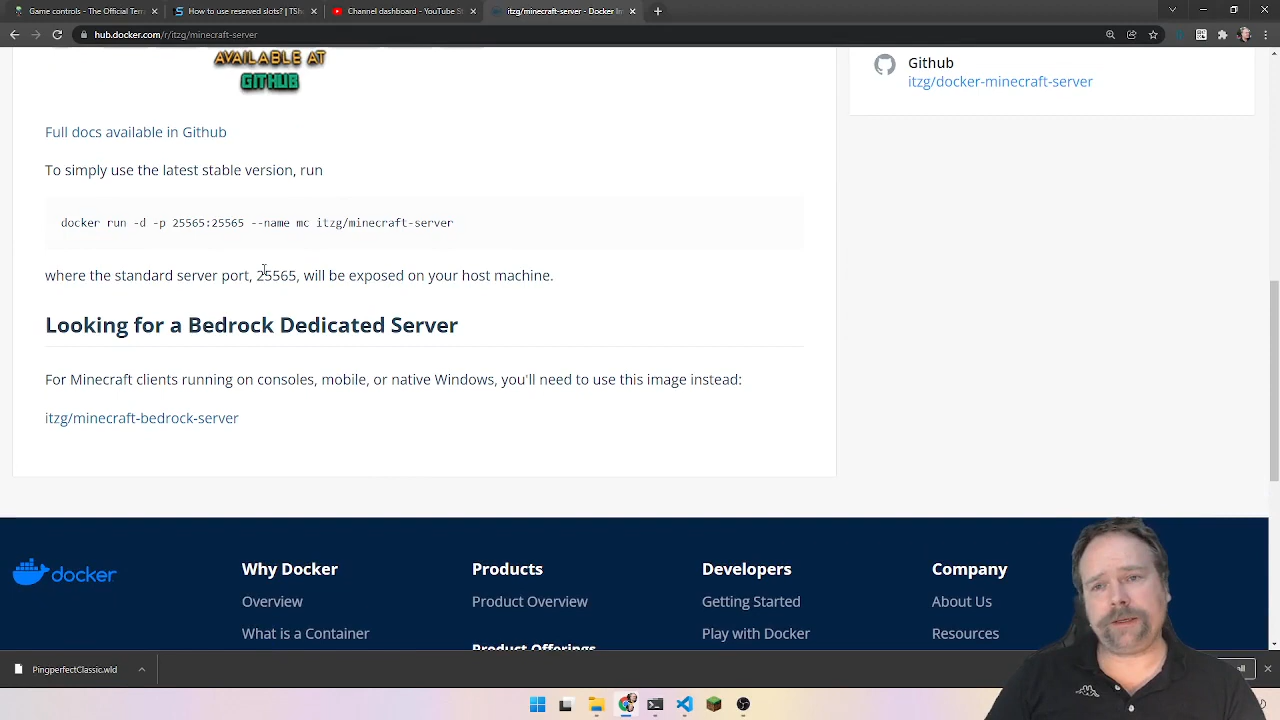 Game controls - The Official Terr
How to use reserved slots? | TSh
Channel dashboard - YouTube St
itzg/minecraft-server - Docker Im
hub.docker.com/r/itzg/minecraft-server
AVAILABLE AT
GITHUB
Github
itzg/docker-minecraft-server
Full docs available in Github
To simply use the latest stable version, run
docker run -d -p 25565:25565 --name mc itzg/minecraft-server
where the standard server port, 25565, will be exposed on your host machine.
Looking for a Bedrock Dedicated Server
For Minecraft clients running on consoles, mobile, or native Windows, you'll need to use this image instead:
itzg/minecraft-bedrock-server
docker
Why Docker
Products
Developers
Company
Overview
Product Overview
Getting Started
About Us
What is a Container
Play with Docker
Resources
Product Offerings
PingperfectClassic.wld